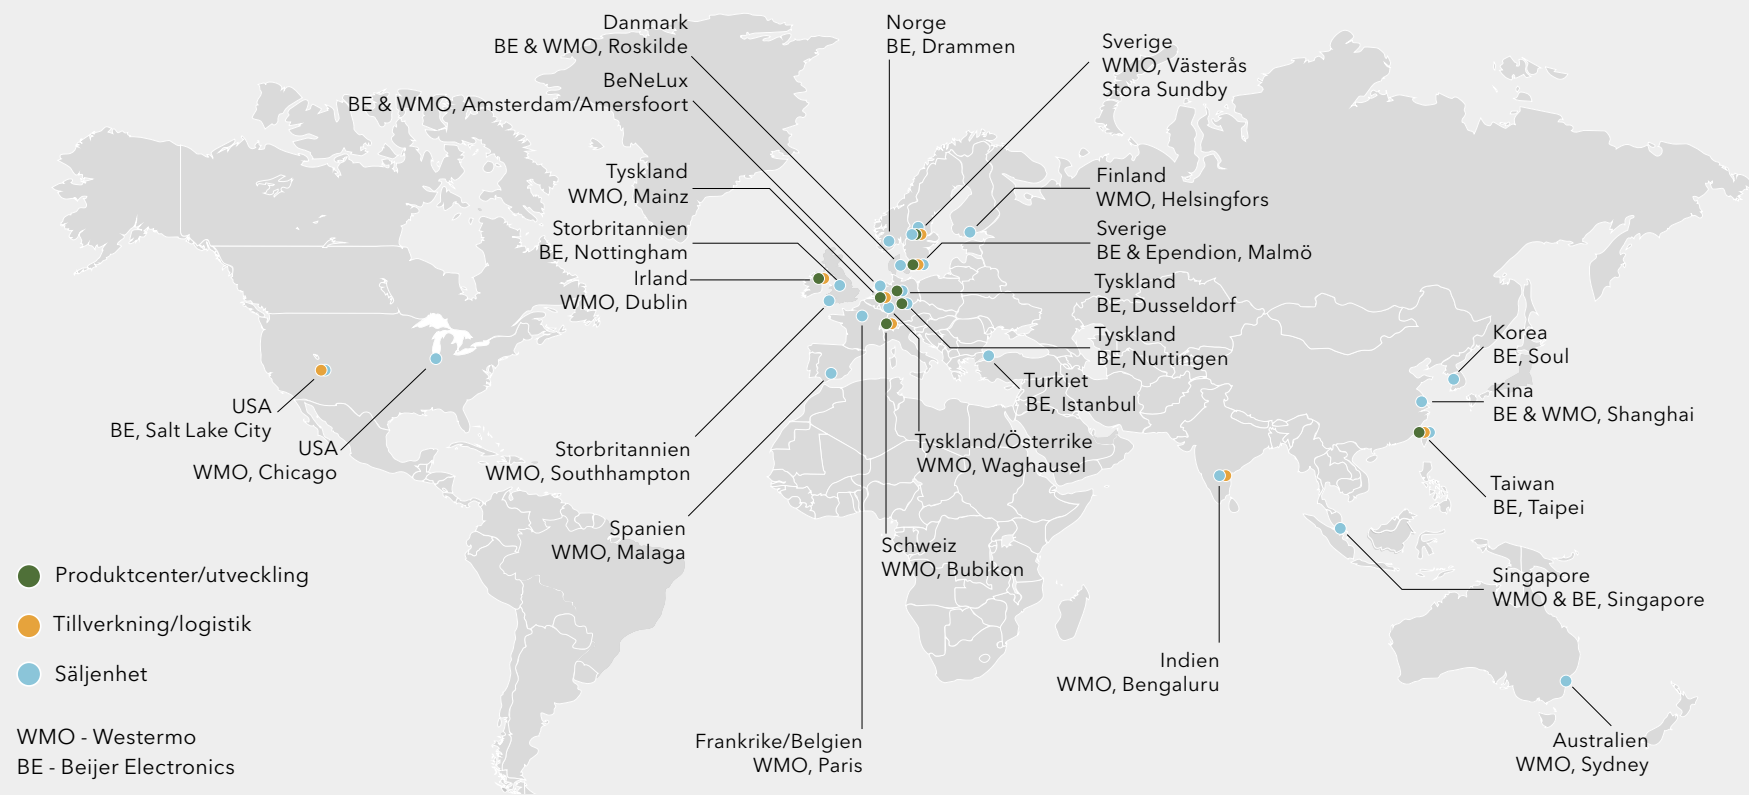 Danmark
BE & WMO, Roskilde
BeNeLux
BE & WMO, Amsterdam/Amersfoort
Tyskland
WMO, Mainz
Storbritannien
BE, Nottingham
Irland
WMO, Dublin
Norge
BE, Drammen
Sverige
WMO, Västerås
Stora Sundby
Finland
WMO, Helsingfors
Sverige
BE & Ependion, Malmö
Tyskland
BE, Dusseldorf
Tyskland
BE, Nurtingen
Turkiet
BE, Istanbul
Korea
BE, Soul
Kina
BE & WMO, Shanghai
Taiwan
BE, Taipei
USA
BE, Salt Lake City
USA
WMO, Chicago
Storbritannien
WMO, Southhampton
Spanien
WMO, Malaga
Tyskland/Österrike
WMO, Waghausel
Schweiz
WMO, Bubikon
Singapore
WMO & BE, Singapore
Indien
WMO, Bengaluru
Frankrike/Belgien
WMO, Paris
Australien
WMO, Sydney
Produktcenter/utveckling
Tillverkning/logistik
Säljenhet
WMO - Westermo
BE - Beijer Electronics